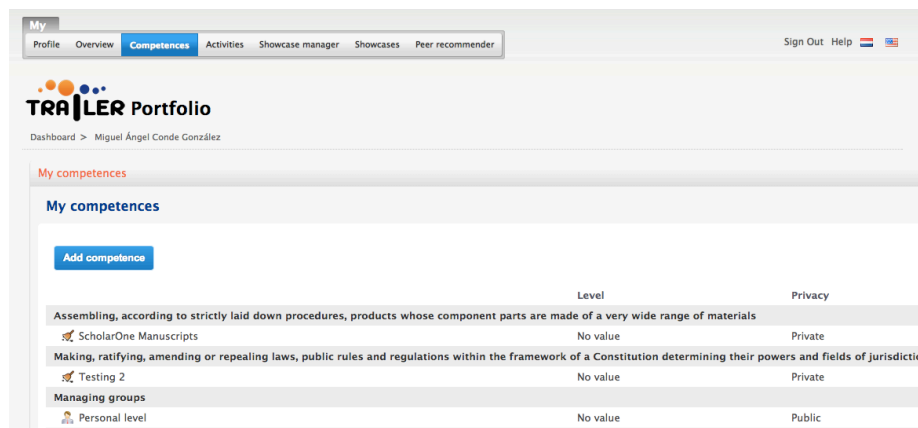 My
Profile Overview Competences Activities Showcase manager Showcases Peer recommender
Sign Out Help
TRAILER Portfolio
Dashboard > Miguel Ángel Conde González
My competences
My competences
Add competence
Level Privacy
Assembling, according to strictly laid down procedures, products whose component parts are made of a very wide range of materials
ScholarOne Manuscripts No value Private
Making, ratifying, amending or repealing laws, public rules and regulations within the framework of a Constitution determining their powers and fields of jurisdictio
Testing 2 No value Private
Managing groups
Personal level No value Public